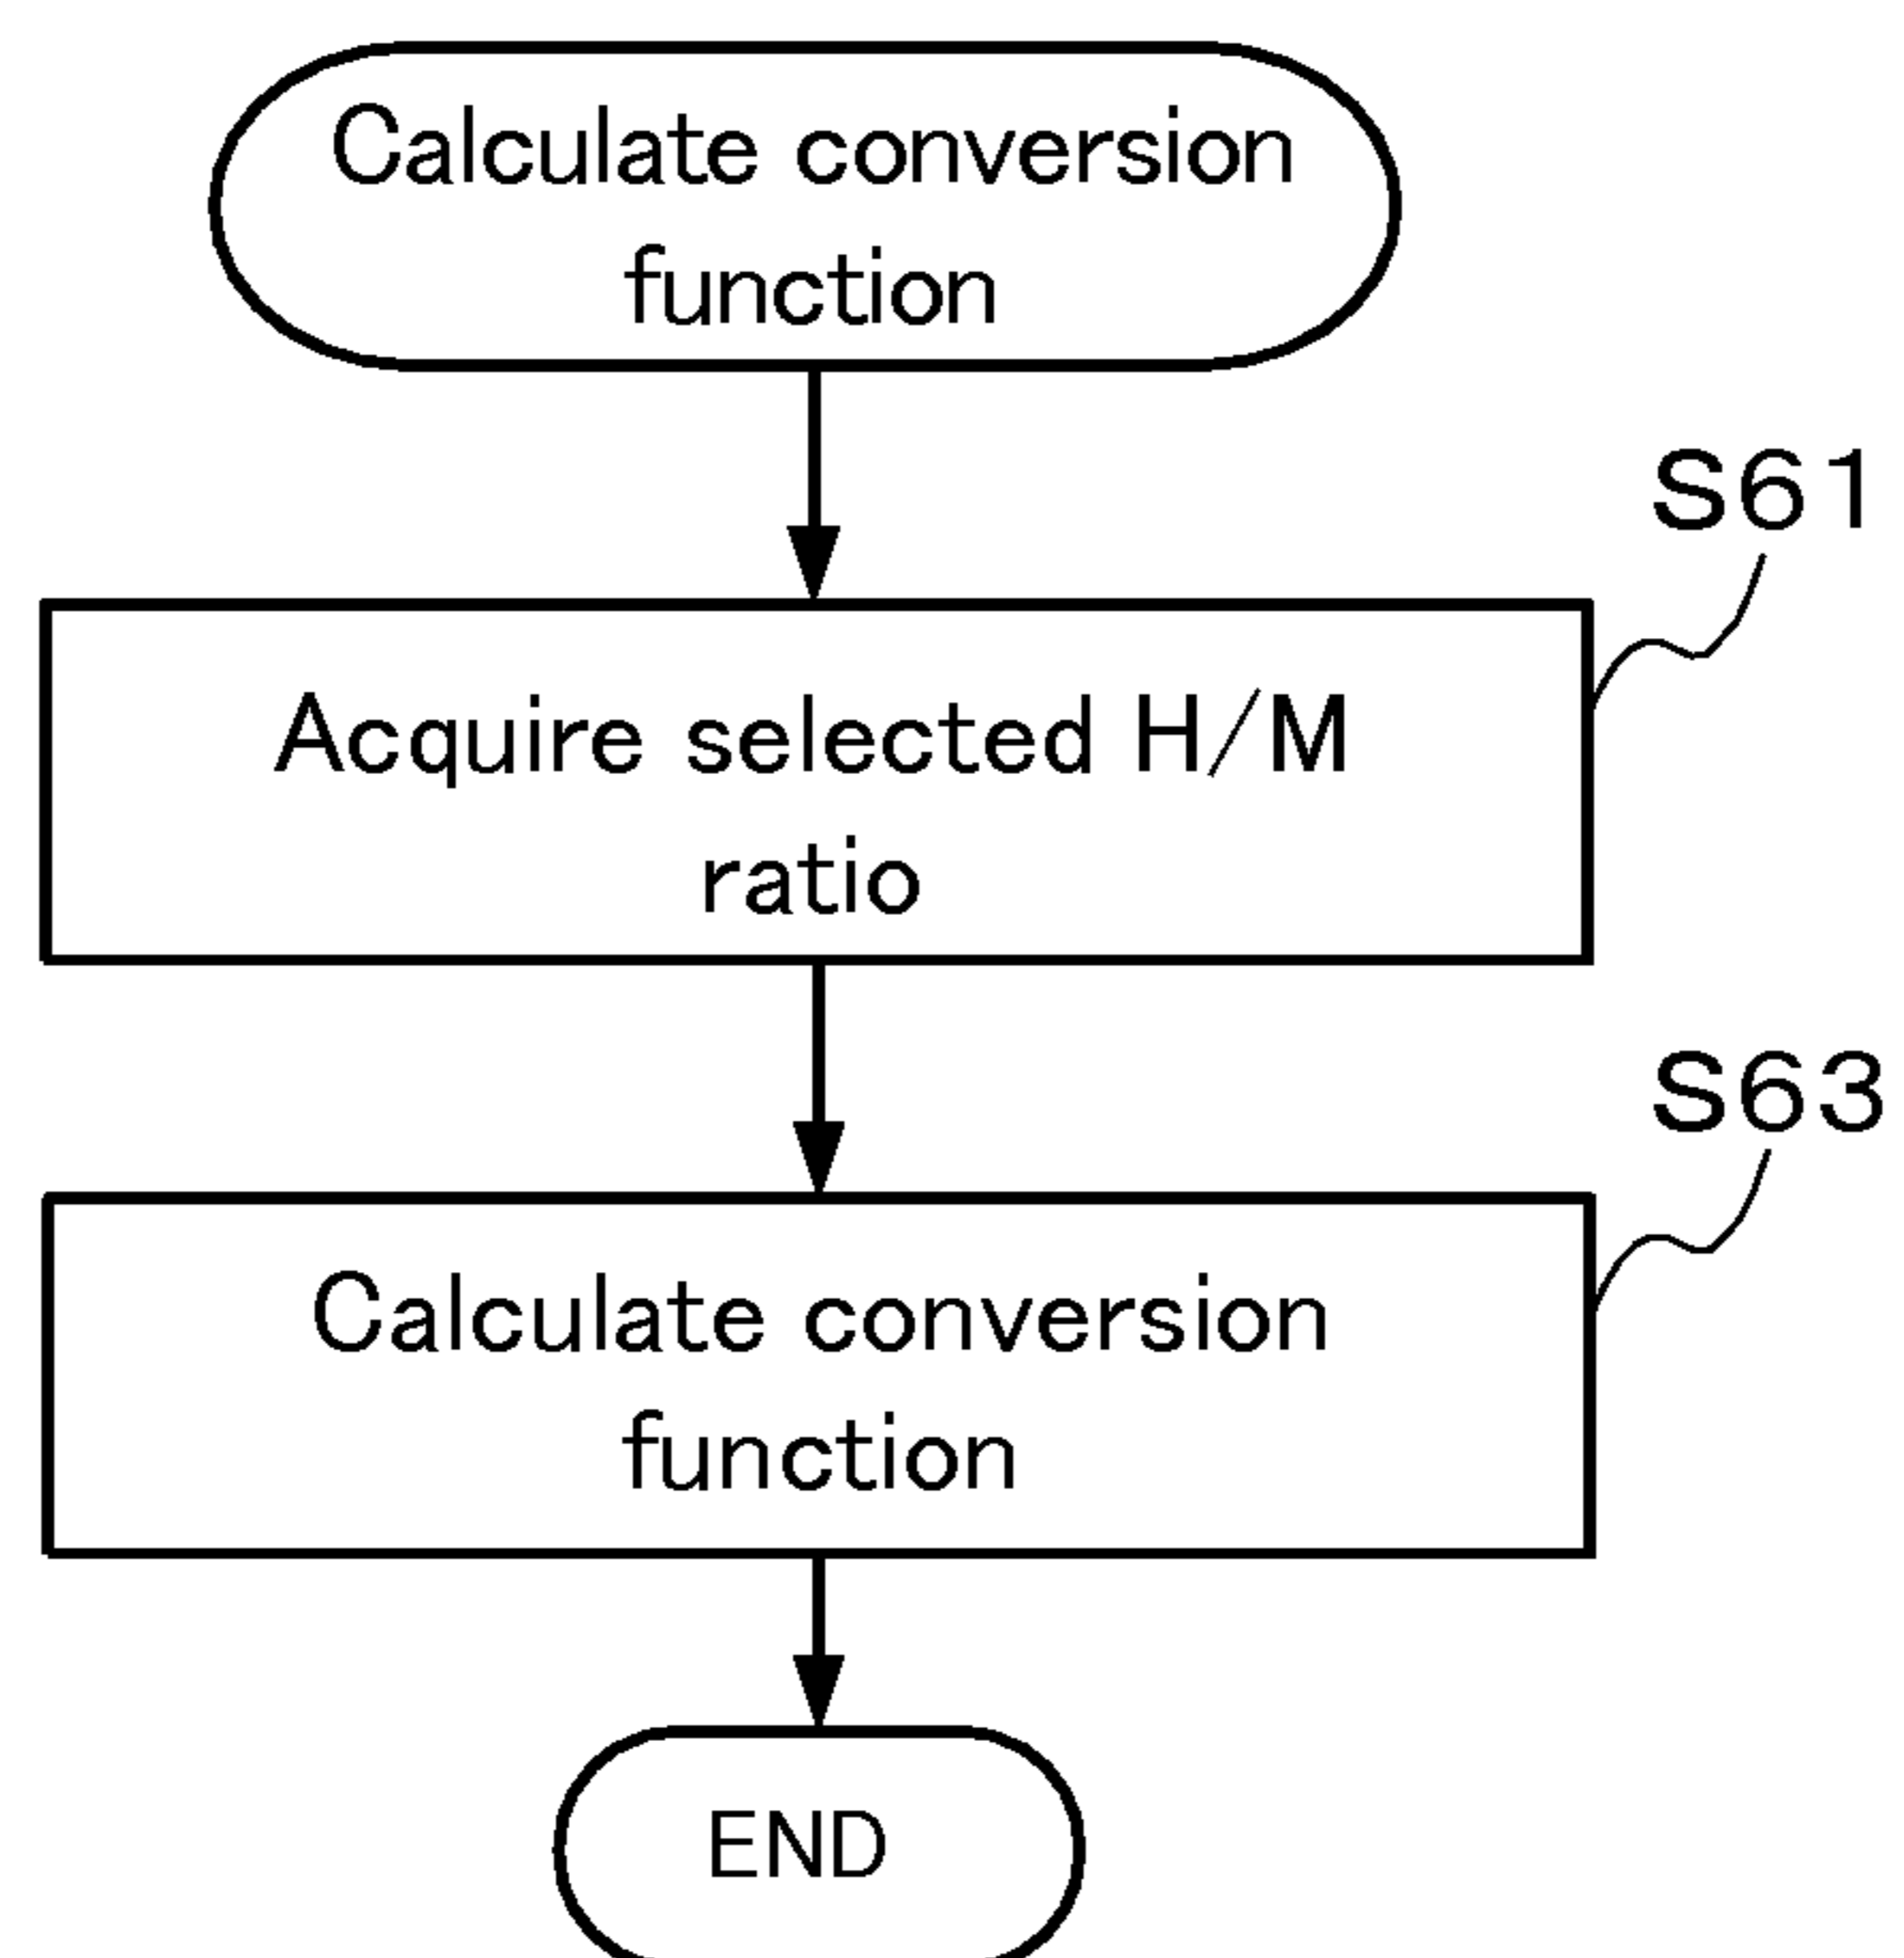 Calculate conversion
function
S61
Acquire selected H/M
ratio
S63
Calculate conversion
function
END